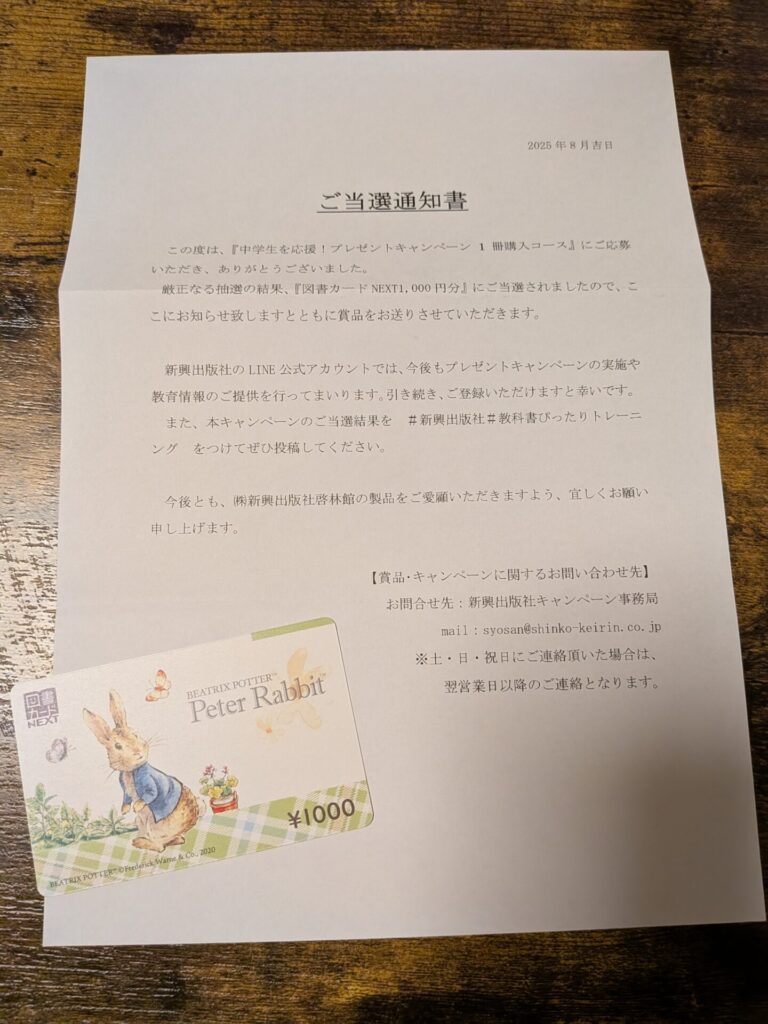 2025年8月吉日
ご当選通知書
この度は、『中学生を応援！プレゼントキャンペーン 1 冊購入コース』にご応募
いただき、ありがとうございました。
厳正なる抽選の結果、『図書カード NEXT1,000 円分』にご当選されましたので、こ
こにお知らせ致しますとともに賞品をお送りさせていただきます。
新興出版社の LINE 公式アカウントでは、今後もプレゼントキャンペーンの実施や
教育情報のご提供を行ってまいります。引き続き、ご登録いただけますと幸いです。
また、本キャンペーンのご当選結果を　＃新興出版社＃教科書ぴったりトレーニ
ング　をつけてぜひ投稿してください。
今後とも、㈱新興出版社啓林館の製品をご愛顧いただきますよう、宜しくお願い
申し上げます。
【賞品・キャンペーンに関するお問い合わせ先】
お問合せ先：新興出版社キャンペーン事務局
mail：syosan@shinko-keirin.co.jp
※土・日・祝日にご連絡頂いた場合は、
翌営業日以降のご連絡となります。
図書
カード
NEXT
BEATRIX POTTER™
Peter Rabbit™
¥1000
BEATRIX POTTER™ ©Frederick Warne & Co., 2020